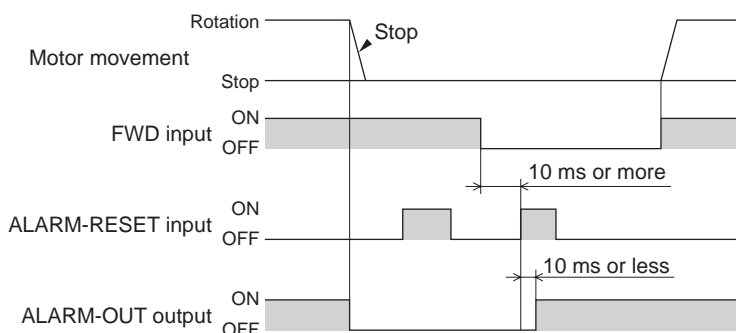 Rotation
Stop
Motor movement
Stop
ON
FWD input
OFF
10 ms or more
ON
ALARM-RESET input
OFF
10 ms or less
ON
ALARM-OUT output
OFF